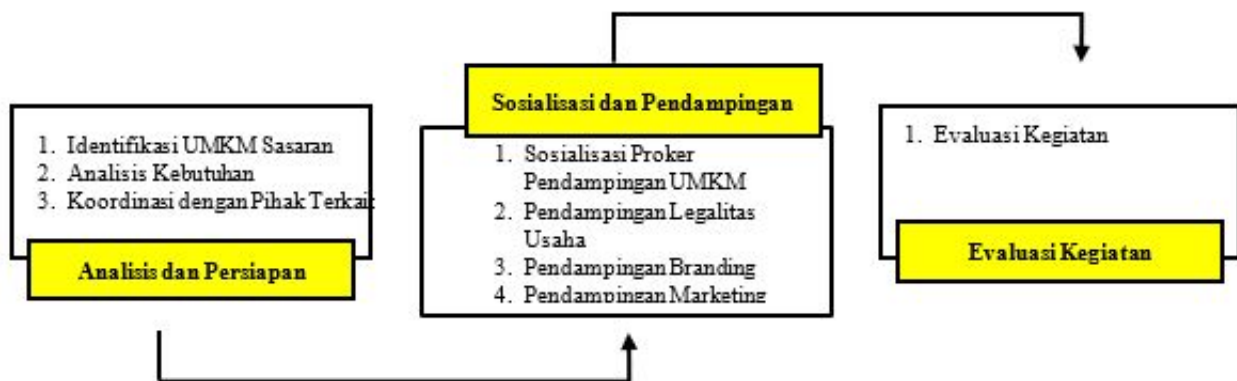 1. Identifikasi UMKM Sasaran
2. Analisis Kebutuhan
3. Koordinasi dengan Pihak Terkait
Analisis dan Persiapan
Sosialisasi dan Pendampingan
1. Sosialisasi Proker
Pendampingan UMKM
2. Pendampingan Legalitas
Usaha
3. Pendampingan Branding
4. Pendampingan Marketing
1. Evaluasi Kegiatan
Evaluasi Kegiatan